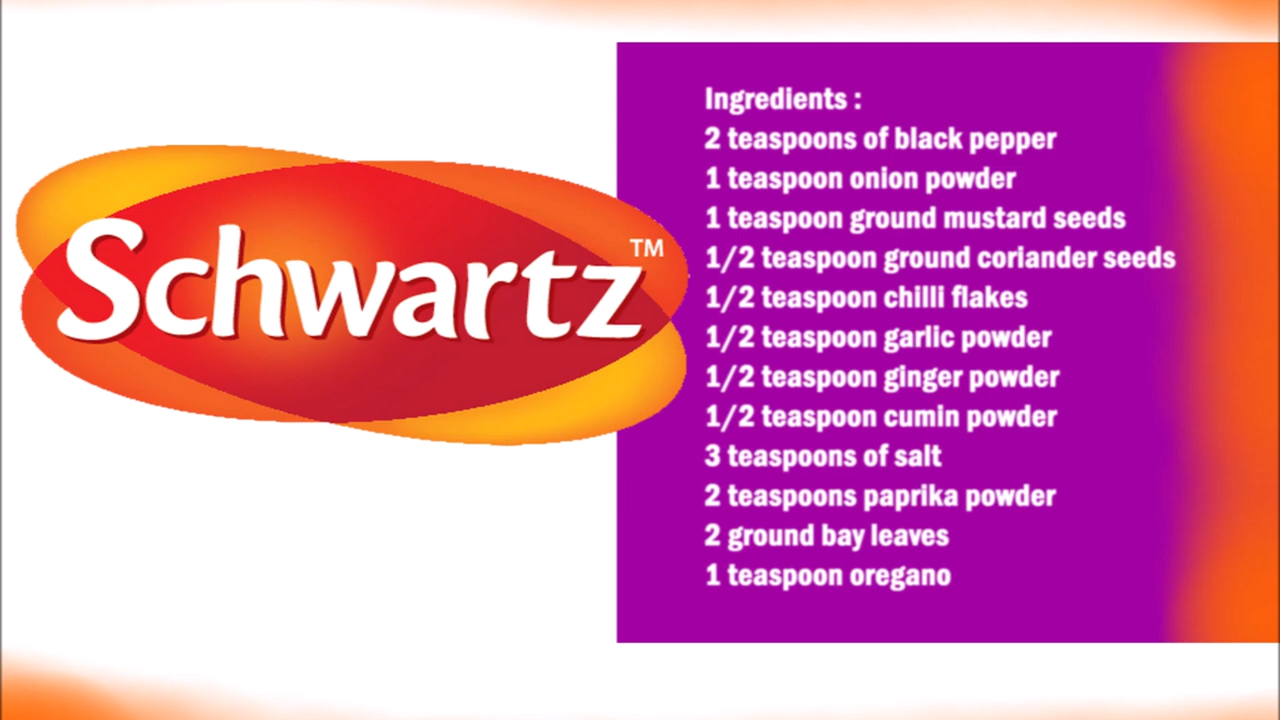 Schwartz™
Ingredients :
2 teaspoons of black pepper
1 teaspoon onion powder
1 teaspoon ground mustard seeds
1/2 teaspoon ground coriander seeds
1/2 teaspoon chilli flakes
1/2 teaspoon garlic powder
1/2 teaspoon ginger powder
1/2 teaspoon cumin powder
3 teaspoons of salt
2 teaspoons paprika powder
2 ground bay leaves
1 teaspoon oregano